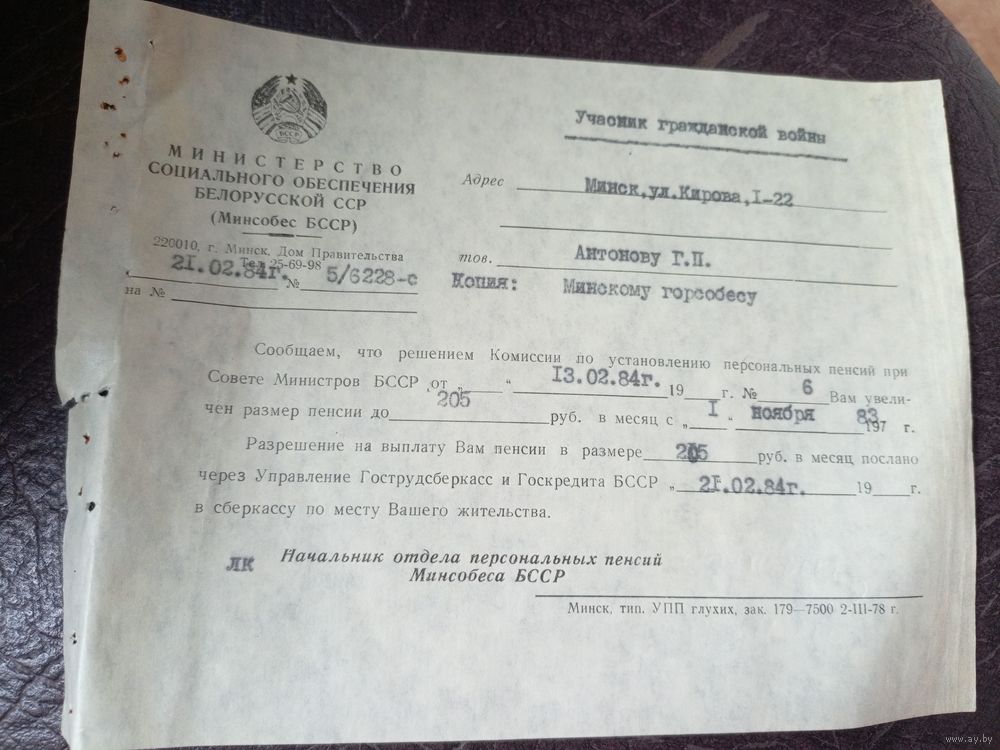 БССР
МИНИСТЕРСТВО
СОЦИАЛЬНОГО ОБЕСПЕЧЕНИЯ
БЕЛОРУССКОЙ ССР
(Минсобес БССР)
220010, г. Минск, Дом Правительства
Тел. 25-69-98
21.02.84г. № 5/6228-с
на №
Учасник гражданской войны
Адрес Минск,ул.Кирова,I-22
тов. Антонову Г.П.
Копия: Минскому горсобесу
Сообщаем, что решением Комиссии по установлению персональных пенсий при
Совете Министров БССР от „ “ 13.02.84г. 19 г. № 6 Вам увели-
чен размер пенсии до 205 руб. в месяц с „ I “ ноября 83 197 г.
Разрешение на выплату Вам пенсии в размере 205 руб. в месяц послано
через Управление Гострудсберкасс и Госкредита БССР „ 21.02.84г. 19 г.
в сберкассу по месту Вашего жительства.
ЛК Начальник отдела персональных пенсий
Минсобеса БССР
Минск, тип. УПП глухих, зак. 179—7500 2-III-78 г.
www.ay.by